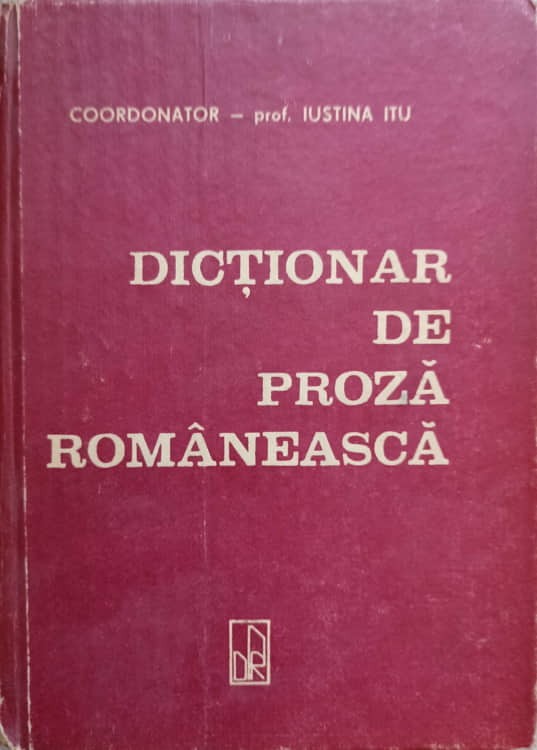 COORDONATOR — prof. IUSTINA ITU
DICȚIONAR
DE
PROZĂ
ROMÂNEASCĂ